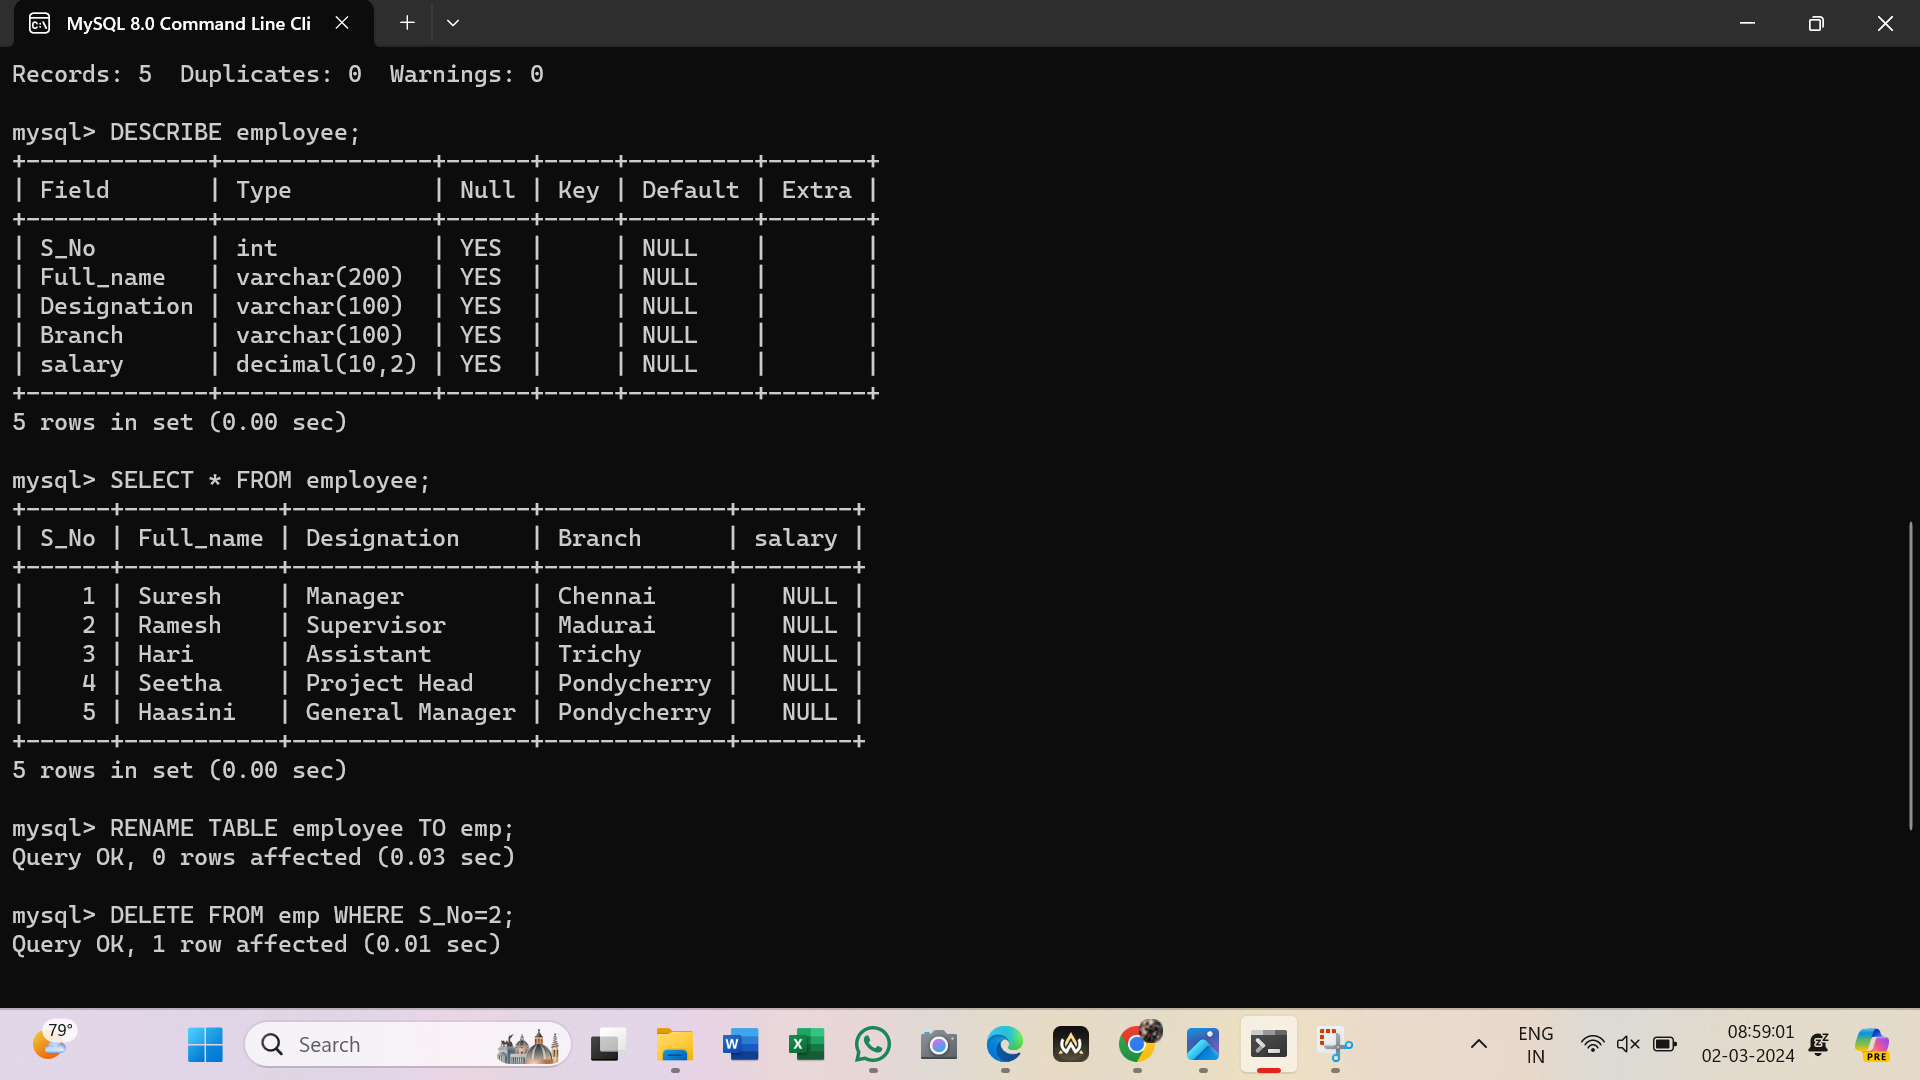 MySQL 8.0 Command Line Cli
Records: 5  Duplicates: 0  Warnings: 0

mysql> DESCRIBE employee;
+-------------+---------------+------+-----+---------+-------+
| Field       | Type          | Null | Key | Default | Extra |
+-------------+---------------+------+-----+---------+-------+
| S_No        | int           | YES  |     | NULL    |       |
| Full_name   | varchar(200)  | YES  |     | NULL    |       |
| Designation | varchar(100)  | YES  |     | NULL    |       |
| Branch      | varchar(100)  | YES  |     | NULL    |       |
| salary      | decimal(10,2) | YES  |     | NULL    |       |
+-------------+---------------+------+-----+---------+-------+
5 rows in set (0.00 sec)

mysql> SELECT * FROM employee;
+------+-----------+-----------------+-------------+--------+
| S_No | Full_name | Designation     | Branch      | salary |
+------+-----------+-----------------+-------------+--------+
|    1 | Suresh    | Manager         | Chennai     |   NULL |
|    2 | Ramesh    | Supervisor      | Madurai     |   NULL |
|    3 | Hari      | Assistant       | Trichy      |   NULL |
|    4 | Seetha    | Project Head    | Pondycherry |   NULL |
|    5 | Haasini   | General Manager | Pondycherry |   NULL |
+------+-----------+-----------------+-------------+--------+
5 rows in set (0.00 sec)

mysql> RENAME TABLE employee TO emp;
Query OK, 0 rows affected (0.03 sec)

mysql> DELETE FROM emp WHERE S_No=2;
Query OK, 1 row affected (0.01 sec)

79°
Search
ENG
IN
08:59:01
02-03-2024
PRE